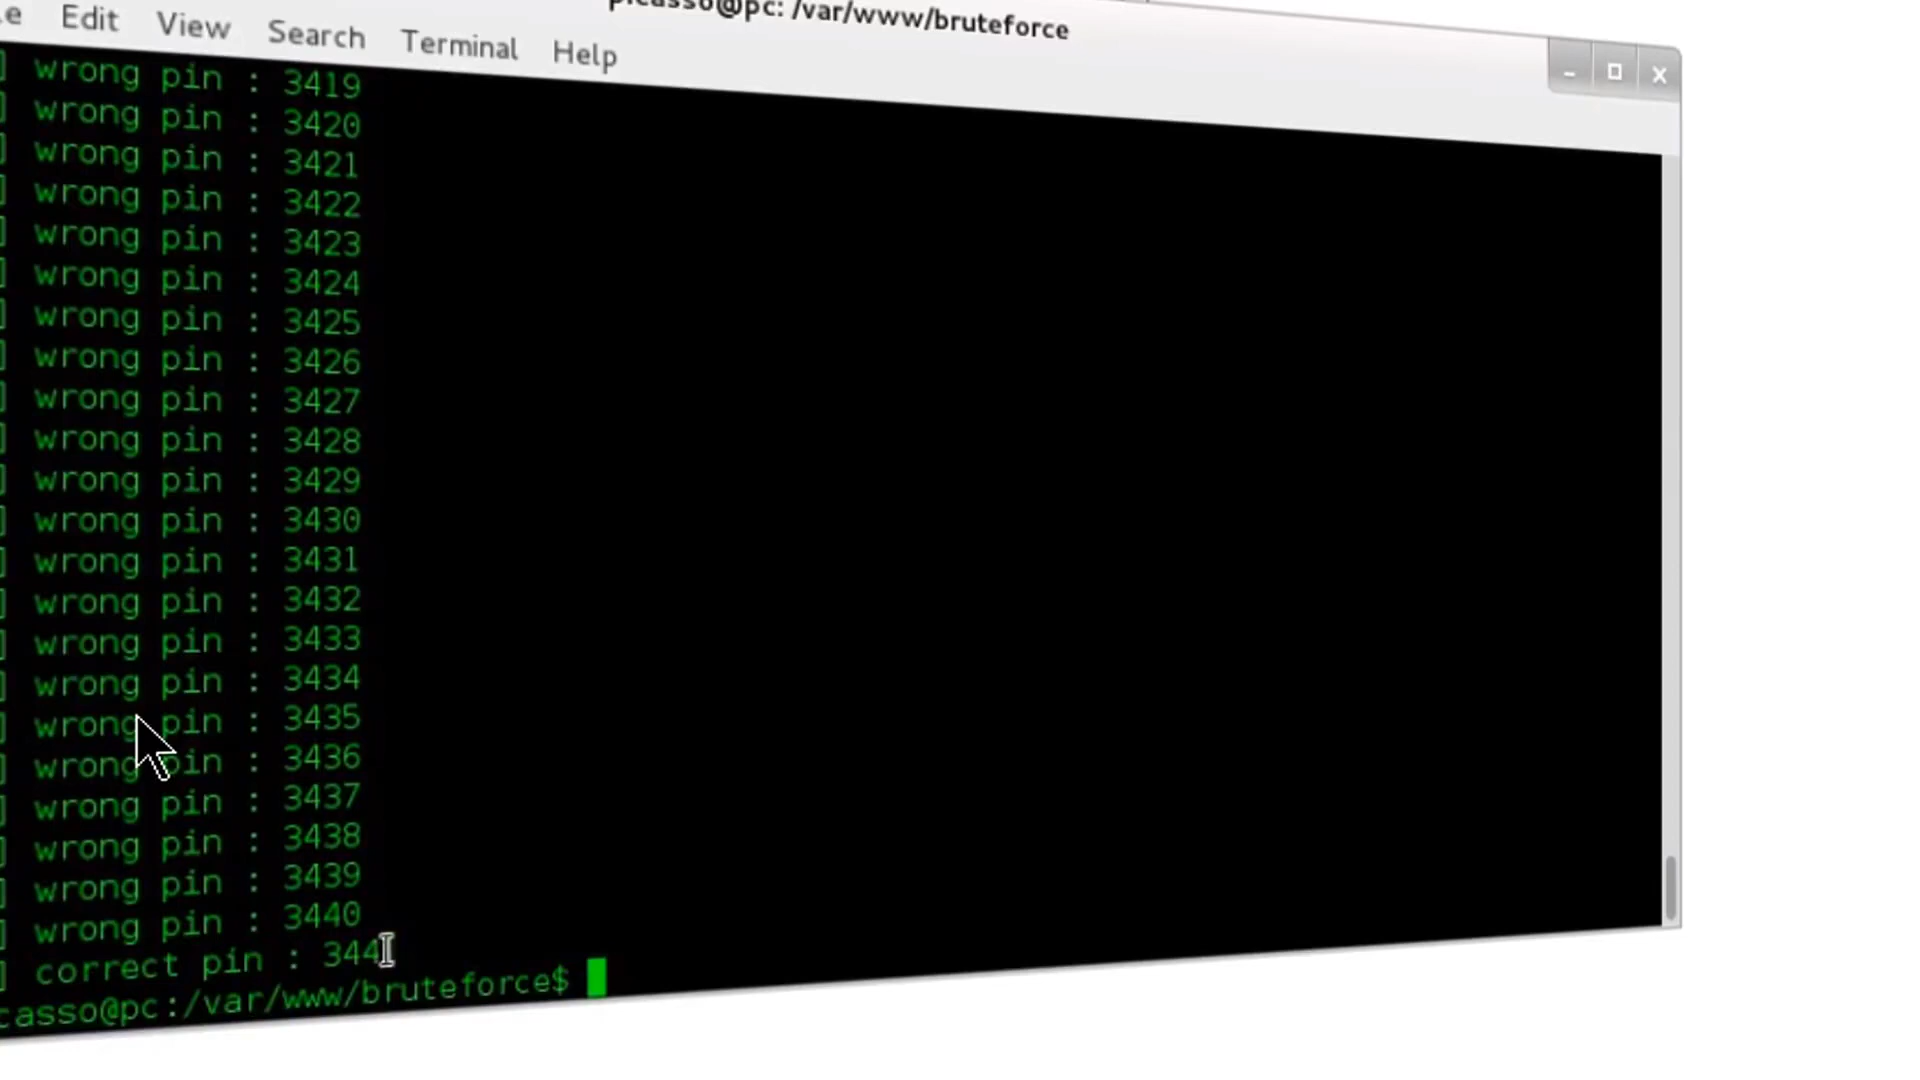 picasso@pc: /var/www/bruteforce
Edit View Search Terminal Help
] wrong pin : 3419
] wrong pin : 3420
] wrong pin : 3421
] wrong pin : 3422
] wrong pin : 3423
] wrong pin : 3424
] wrong pin : 3425
] wrong pin : 3426
] wrong pin : 3427
] wrong pin : 3428
] wrong pin : 3429
] wrong pin : 3430
] wrong pin : 3431
] wrong pin : 3432
] wrong pin : 3433
] wrong pin : 3434
] wrong pin : 3435
] wrong pin : 3436
] wrong pin : 3437
] wrong pin : 3438
] wrong pin : 3439
] wrong pin : 3440
] correct pin : 344
casso@pc:/var/www/bruteforce$